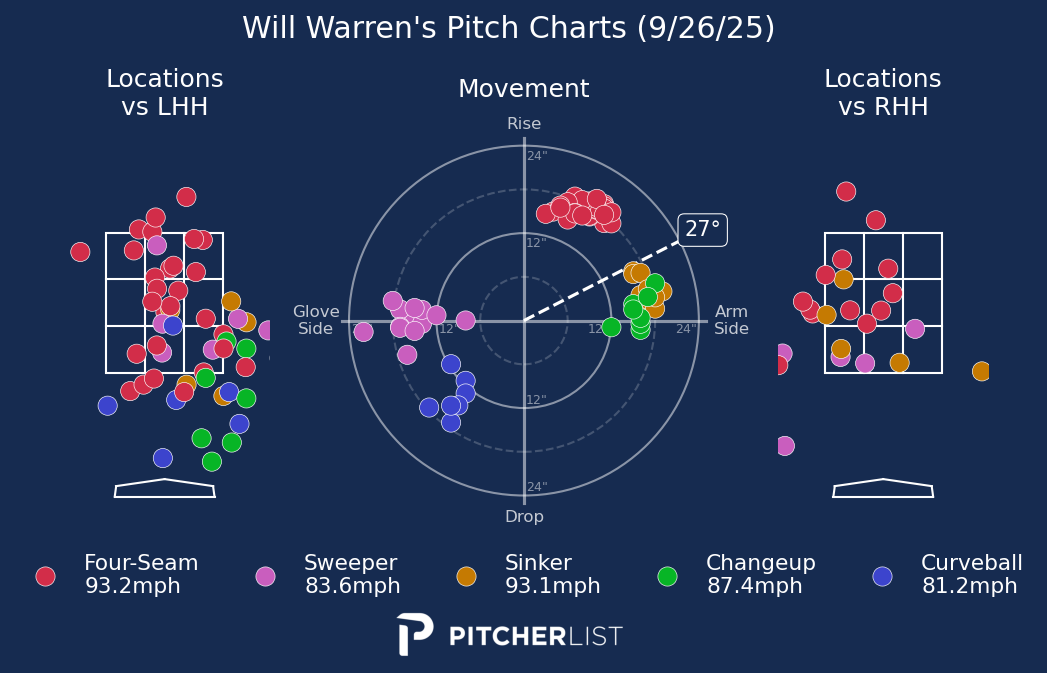 Will Warren's Pitch Charts (9/26/25)
Locations
vs LHH
Movement
Locations
vs RHH
Rise
24"
12"
27°
Glove
Side
12"
12"
24"
Arm
Side
12"
24"
Drop
Four-Seam
93.2mph
Sweeper
83.6mph
Sinker
93.1mph
Changeup
87.4mph
Curveball
81.2mph
PITCHERLIST